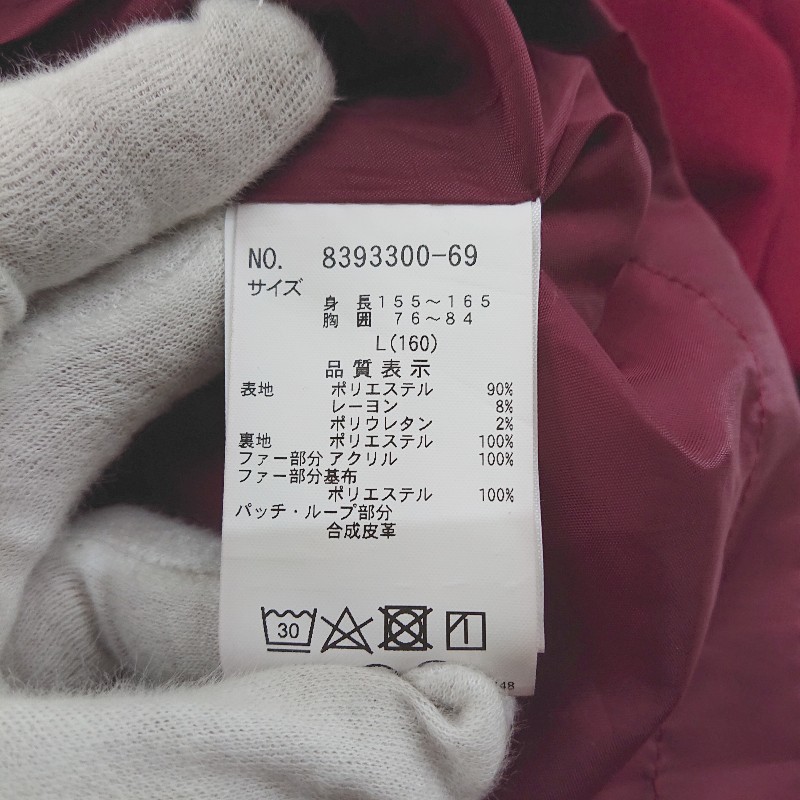 NO. 8393300-69
サイズ
身 長155～165
胸 囲 76～84
L(160)
品質表示
表地 ポリエステル 90%
レーヨン 8%
ポリウレタン 2%
裏地 ポリエステル 100%
ファー部分 アクリル 100%
ファー部分基布
ポリエステル 100%
パッチ・ループ部分
合成皮革
30
48